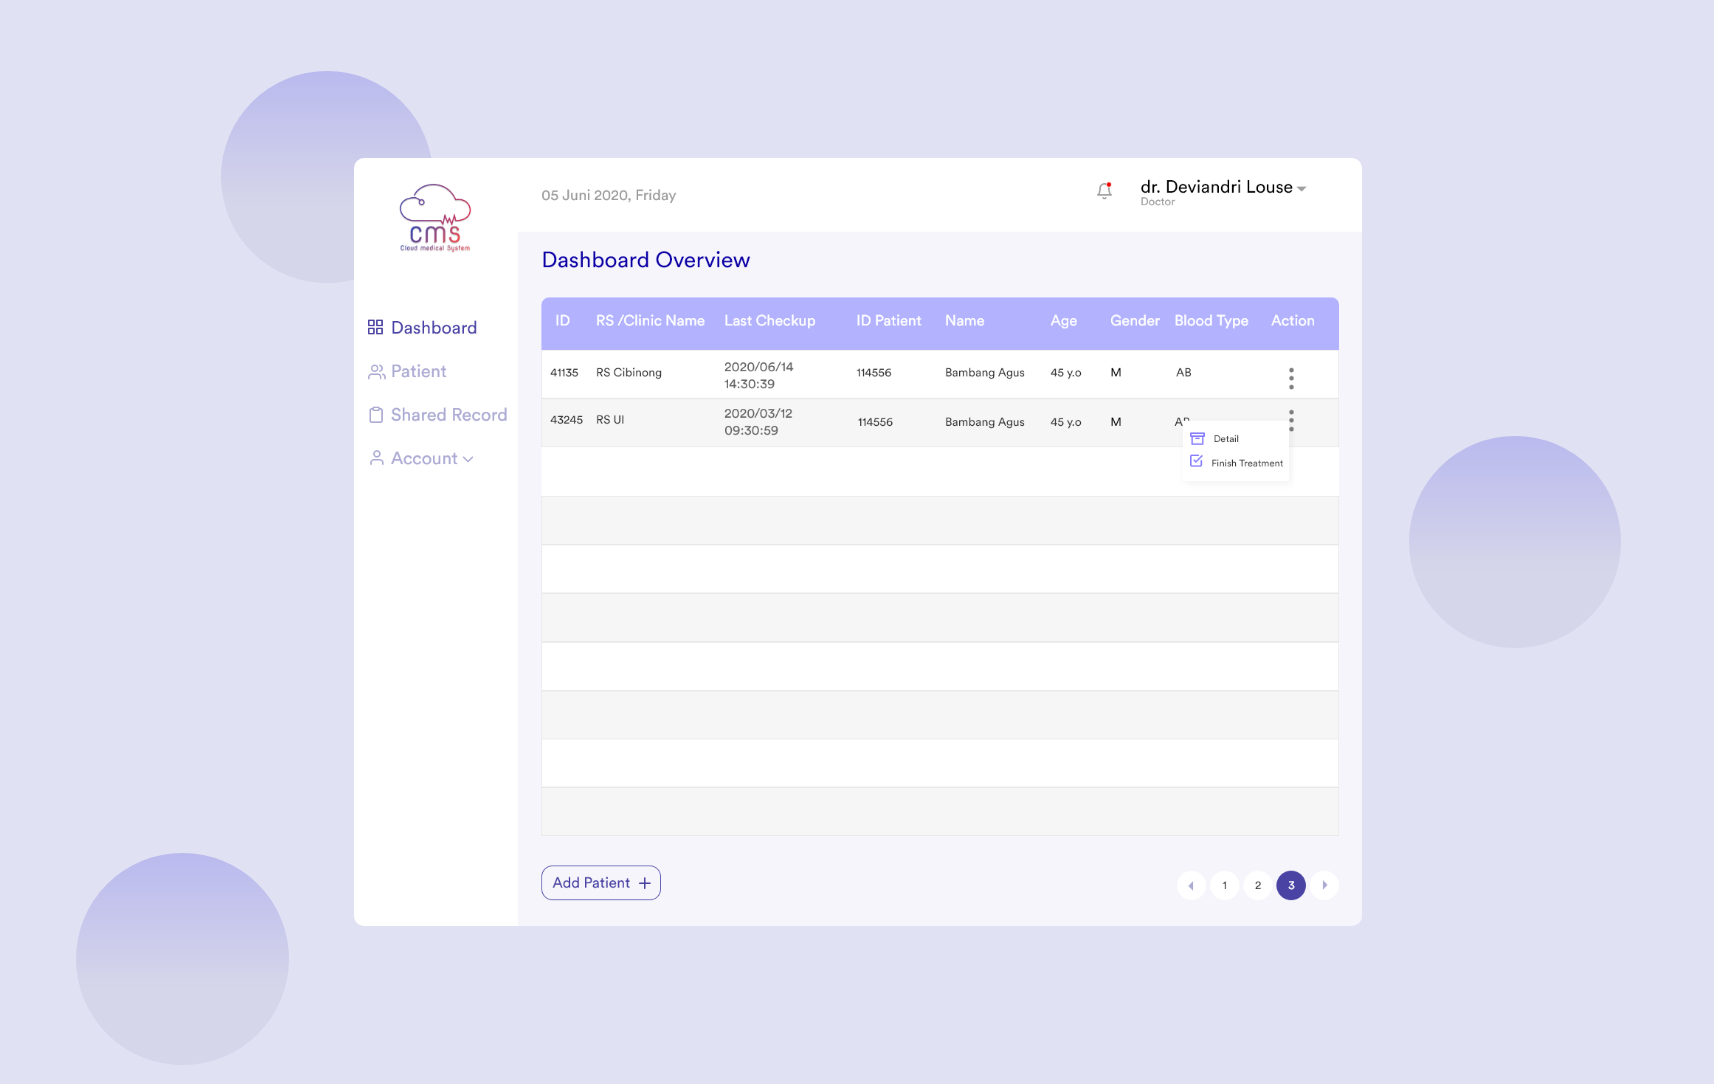 cms
Cloud medical System
05 Juni 2020, Friday
dr. Deviandri Louse
Doctor
Dashboard
Patient
Shared Record
Account
Dashboard Overview
ID RS /Clinic Name Last Checkup ID Patient Name Age Gender Blood Type Action
41135 RS Cibinong 2020/06/14 114556 Bambang Agus 45 y.o M AB
14:30:39
43245 RS UI 2020/03/12 114556 Bambang Agus 45 y.o M
09:30:59
Detail
Finish Treatment
Add Patient +
1 2 3